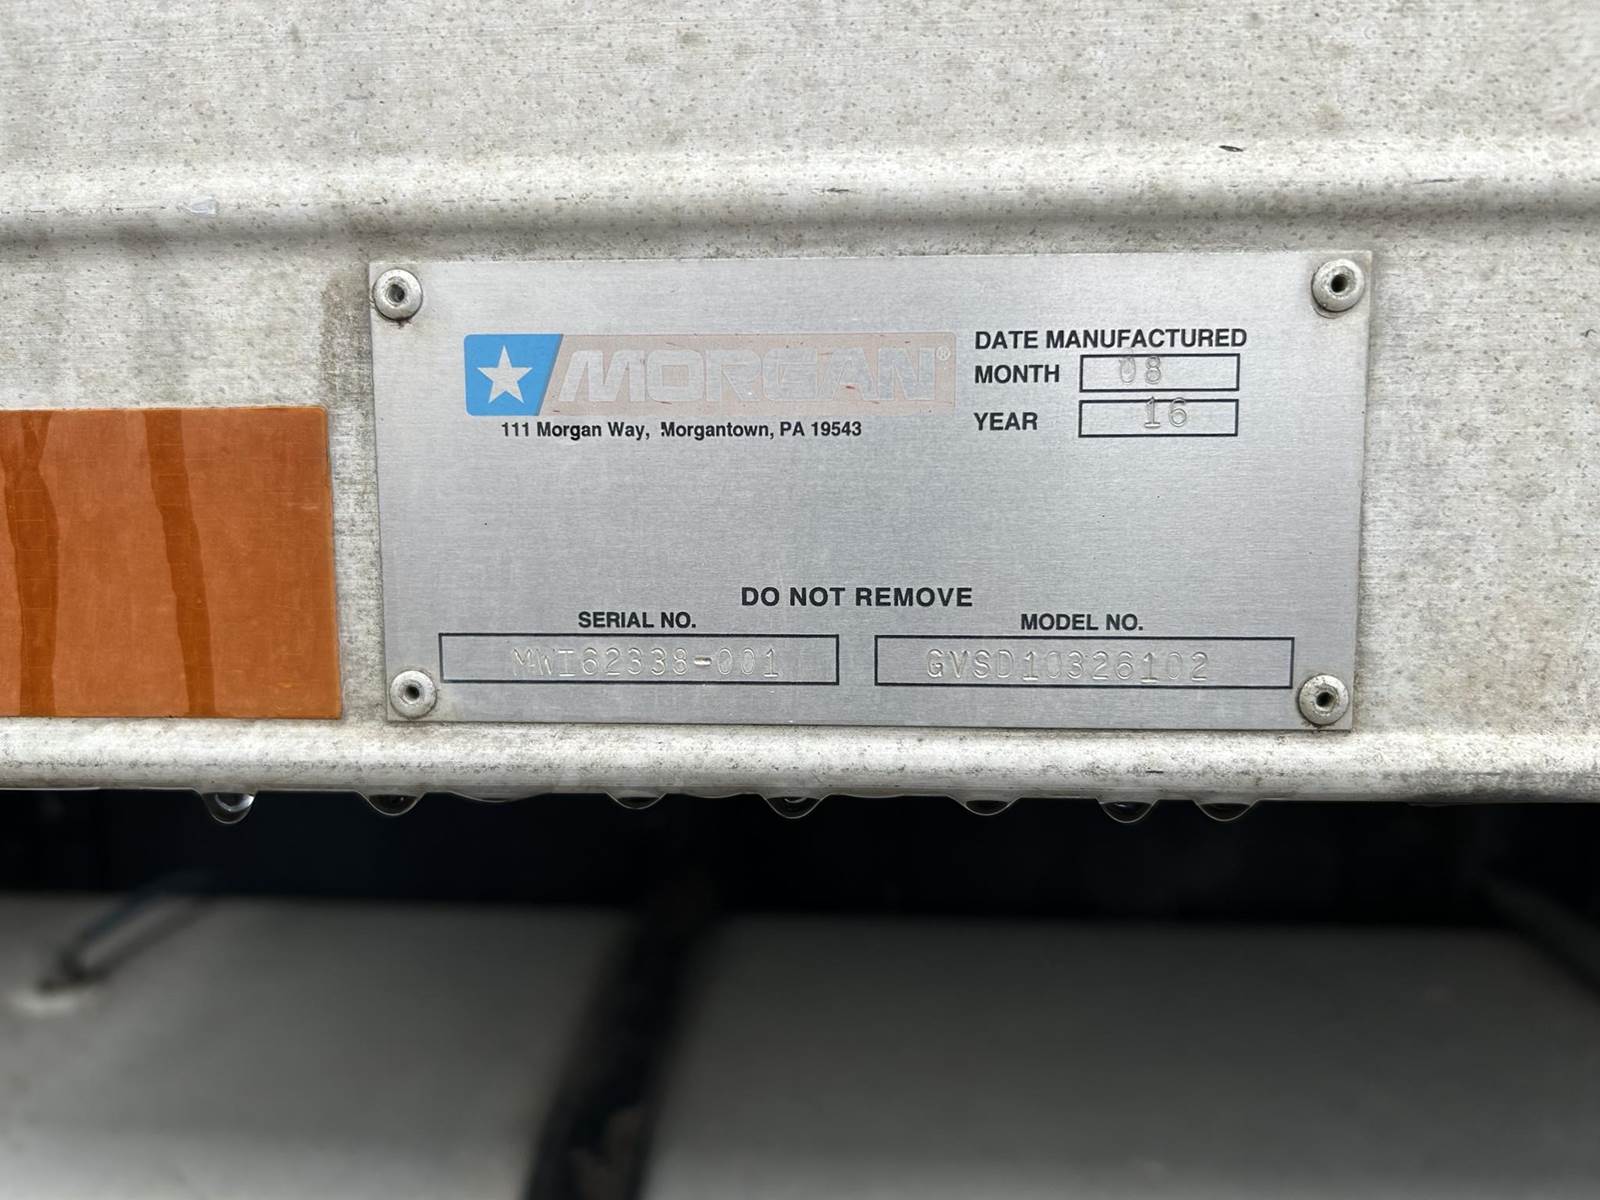 MORGAN®
111 Morgan Way, Morgantown, PA 19543
DATE MANUFACTURED
MONTH 08
YEAR 16
DO NOT REMOVE
SERIAL NO.
MWI62338-001
MODEL NO.
GVSD10326102